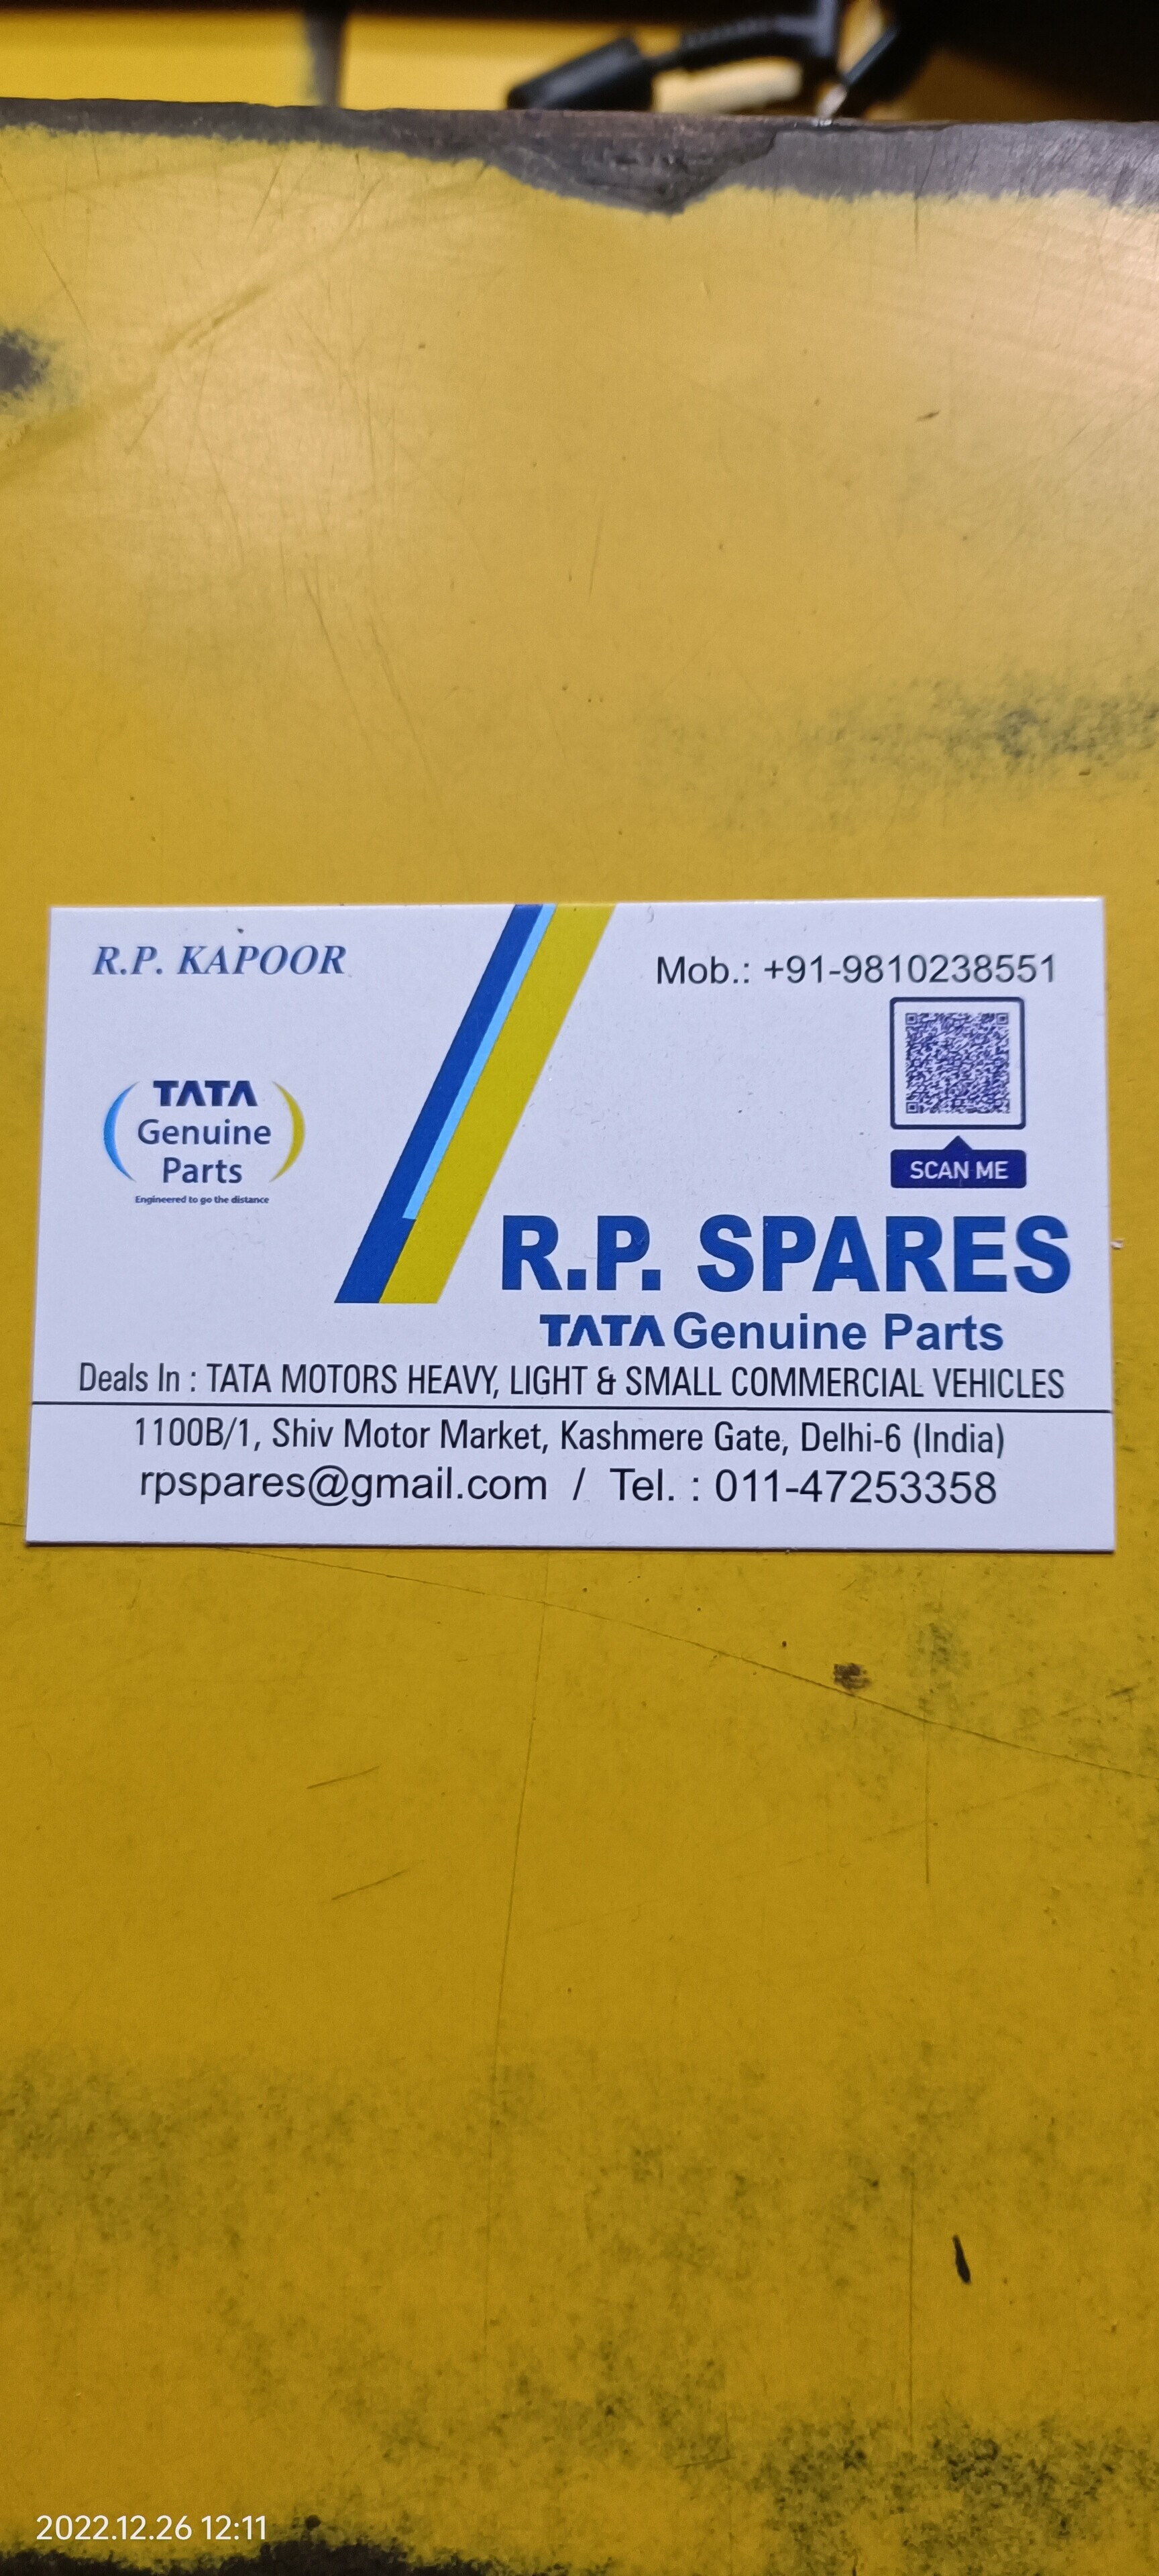 R.P. KAPOOR
Mob.: +91-9810238551
TATA
Genuine
Parts
Engineered to go the distance
SCAN ME
R.P. SPARES
TATA Genuine Parts
Deals In : TATA MOTORS HEAVY, LIGHT & SMALL COMMERCIAL VEHICLES
1100B/1, Shiv Motor Market, Kashmere Gate, Delhi-6 (India)
rpspares@gmail.com / Tel. : 011-47253358
2022.12.26 12:11